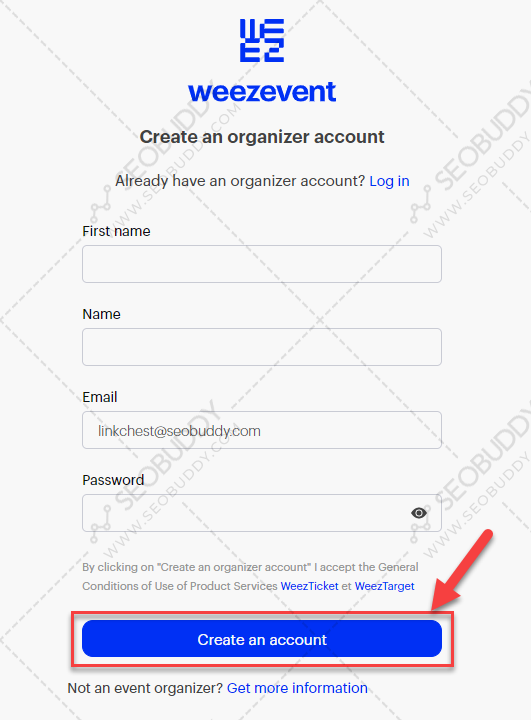 WEEZ
weezevent
Create an organizer account
Already have an organizer account? Log in
First name
Name
Email
linkchest@seobuddy.com
Password
By clicking on "Create an organizer account" I accept the General
Conditions of Use of Product Services WeezTicket et WeezTarget
Create an account
Not an event organizer? Get more information
SEOBUDDY
WWW.SEOBUDDY.COM
SEOBUDDY
WWW.SEOBUDDY.COM
SEOBUDDY
WWW.SEOBUDDY.COM
SEOBUDDY
WWW.SEOBUDDY.COM